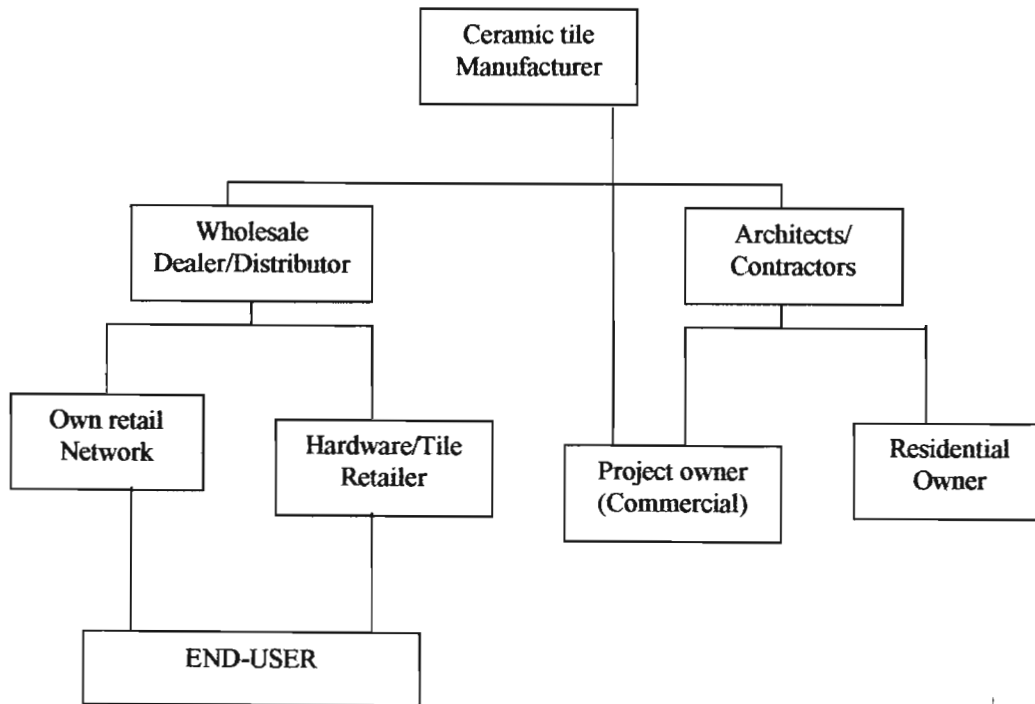 Ceramic tile
Manufacturer
Wholesale
Dealer/Distributor
Architects/
Contractors
Own retail
Network
Hardware/Tile
Retailer
Project owner
(Commercial)
Residential
Owner
END-USER